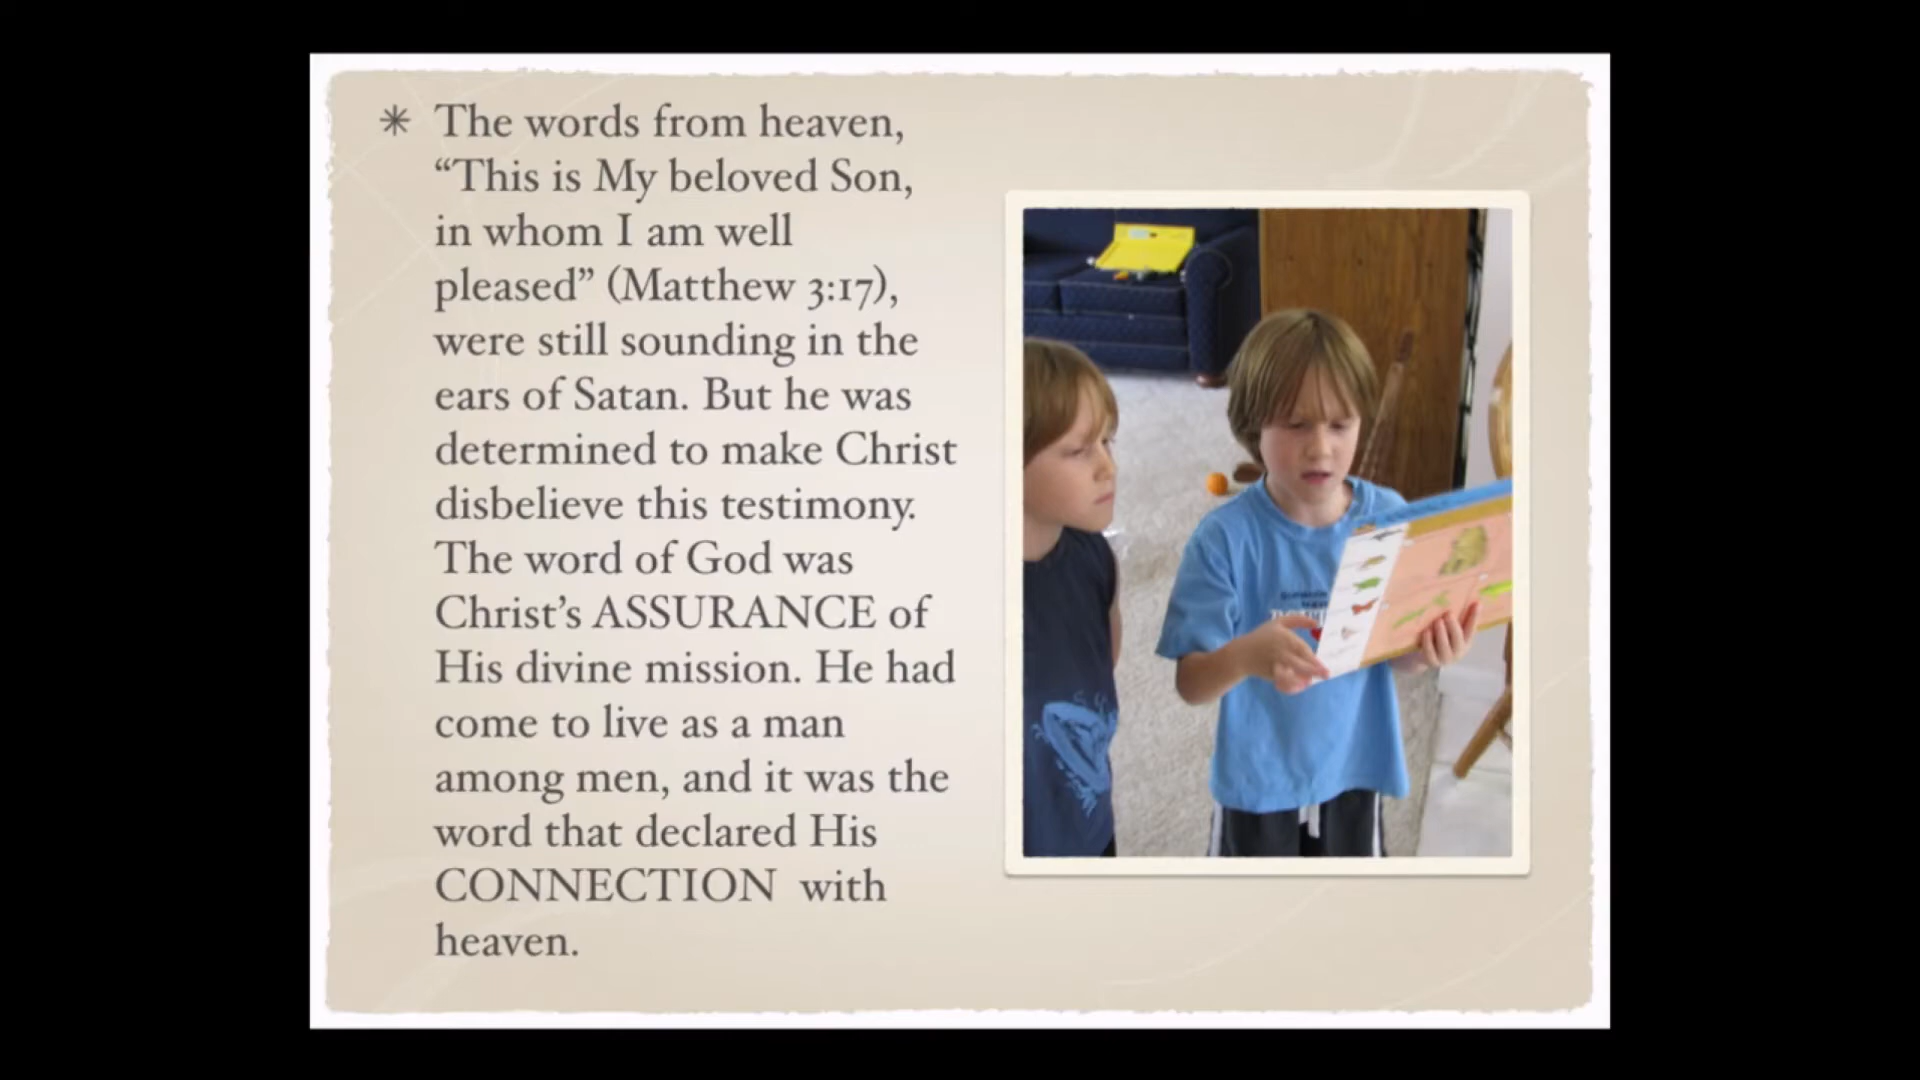 The words from heaven,
“This is My beloved Son,
in whom I am well
pleased” (Matthew 3:17),
were still sounding in the
ears of Satan. But he was
determined to make Christ
disbelieve this testimony.
The word of God was
Christ’s ASSURANCE of
His divine mission. He had
come to live as a man
among men, and it was the
word that declared His
CONNECTION with
heaven.